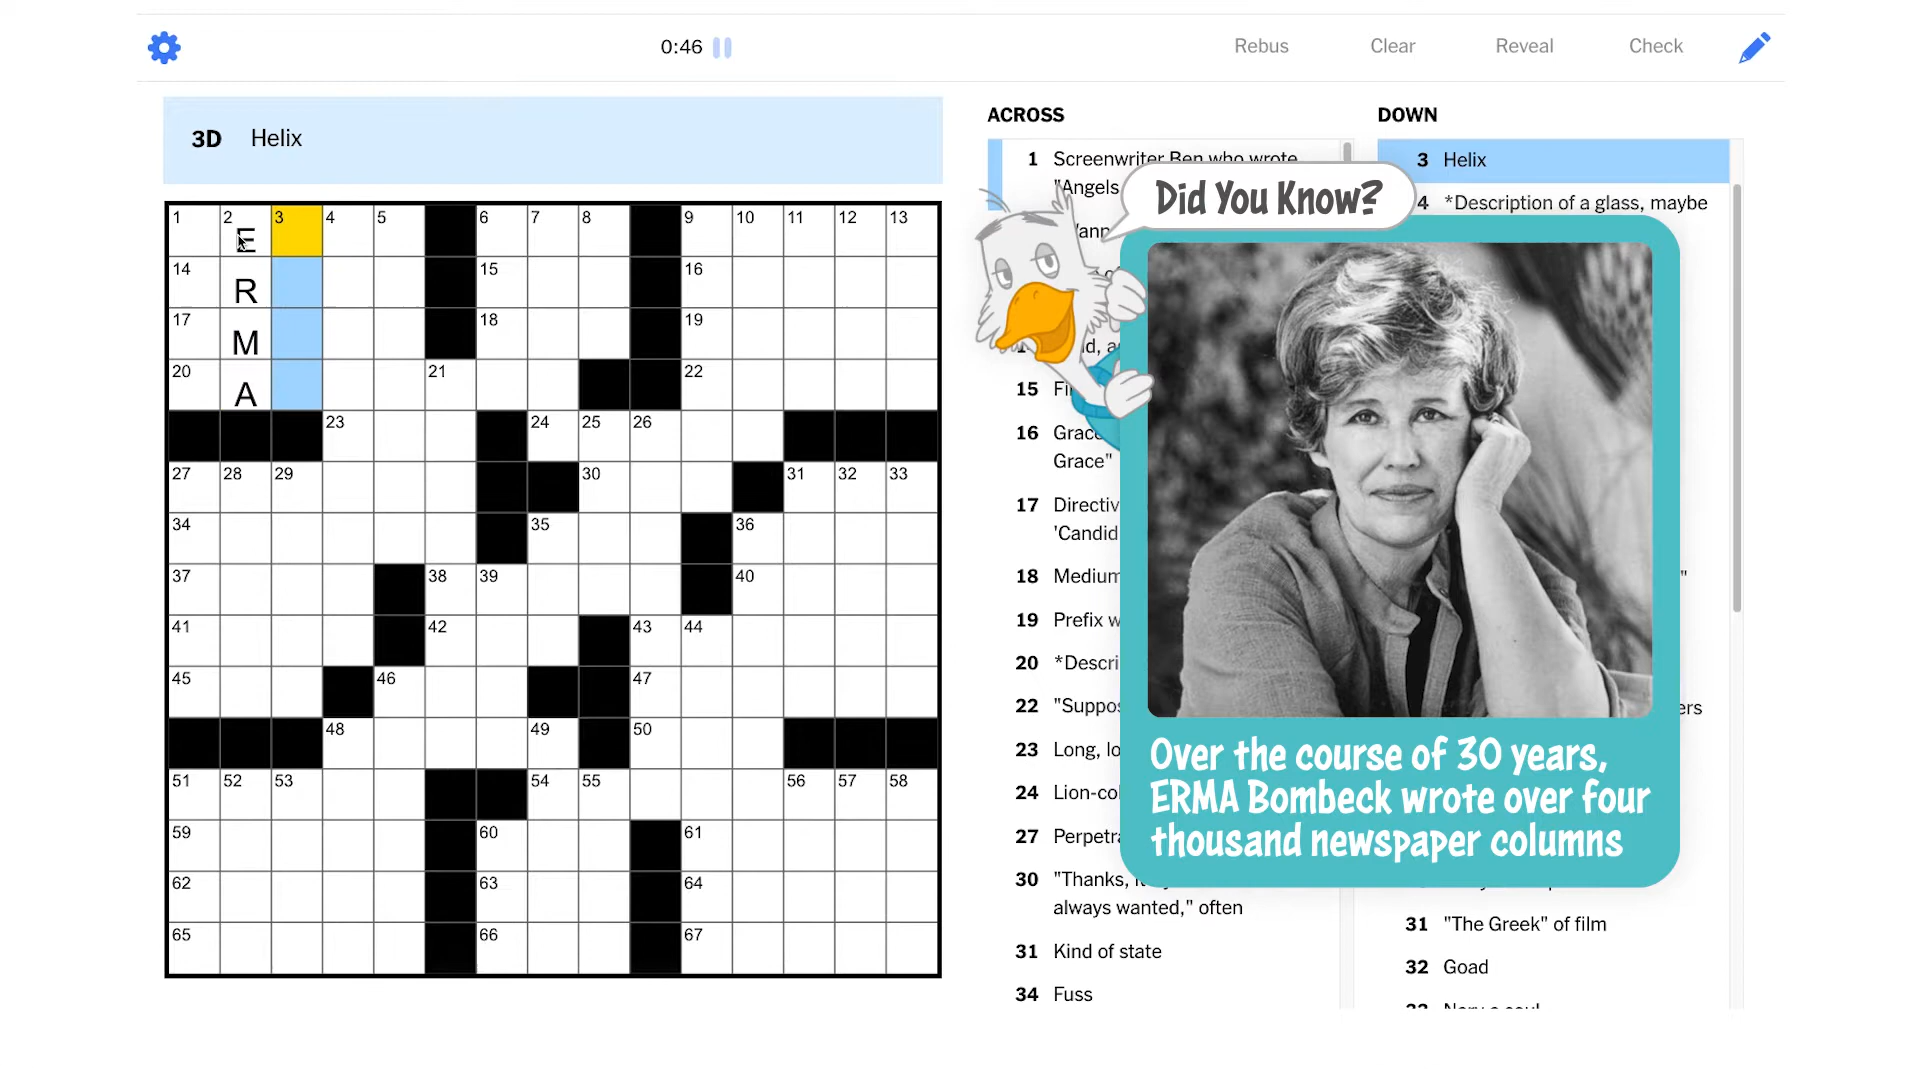 0:46
Rebus
Clear
Reveal
Check
3D Helix
1 2 3 4 5 6 7 8 9 10 11 12 13
E
14 15 16
R
17 18 19
M
20 21 22
A
23 24 25 26
27 28 29 30 31 32 33
34 35 36
37 38 39 40
41 42 43 44
45 46 47
48 49 50
51 52 53 54 55 56 57 58
59 60 61
62 63 64
65 66 67
ACROSS
1 Screenwriter Ben who wrote
"Angels
15
16 Grace
Grace"
17
'Candid
18 Medium
19 Prefix w
20
22
23 Long,
24
27
30 "Thanks,
always wanted," often
31 Kind of state
34 Fuss
DOWN
3 Helix
4 *Description of a glass, maybe
ers
31 "The Greek" of film
32 Goad
Did You Know?
Over the course of 30 years,
ERMA Bombeck wrote over four
thousand newspaper columns